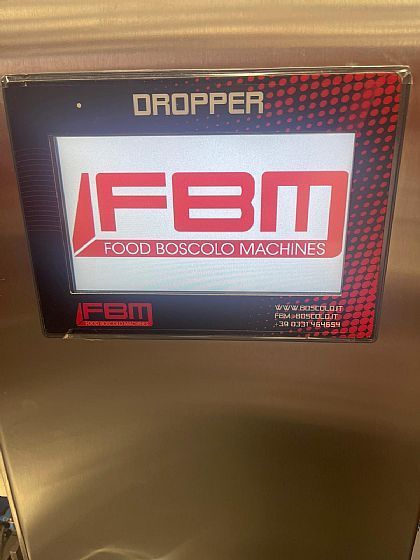 DROPPER
FBM
FOOD BOSCOLO MACHINES
FBM
FOOD BOSCOLO MACHINES
WWW.BOSCOLO.IT
FBM@BOSCOLO.IT
+39 0331 464654